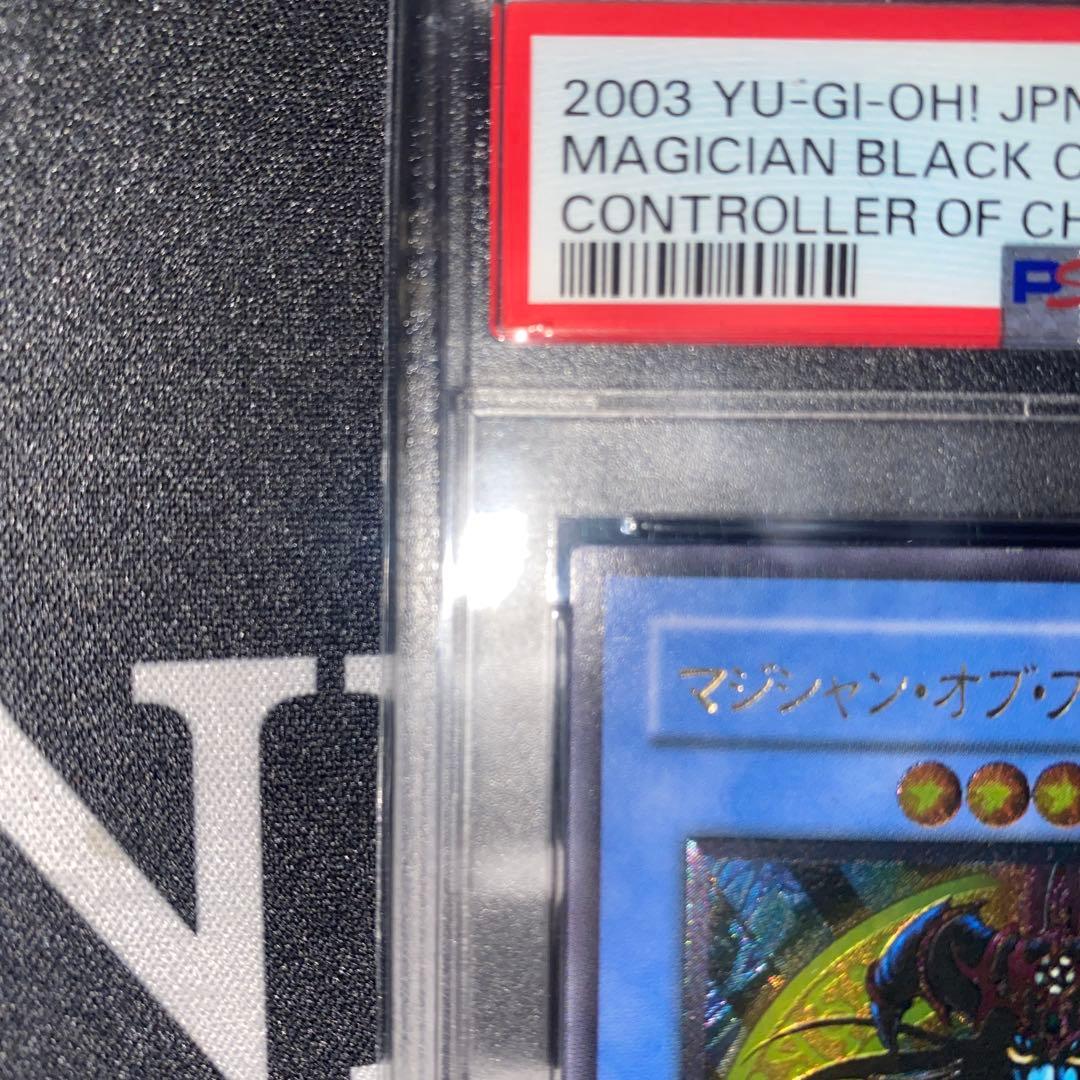 2003 YU-GI-OH! JPN
MAGICIAN BLACK
CONTROLLER OF CH
PS
マジシャン・オブ・ブ
N